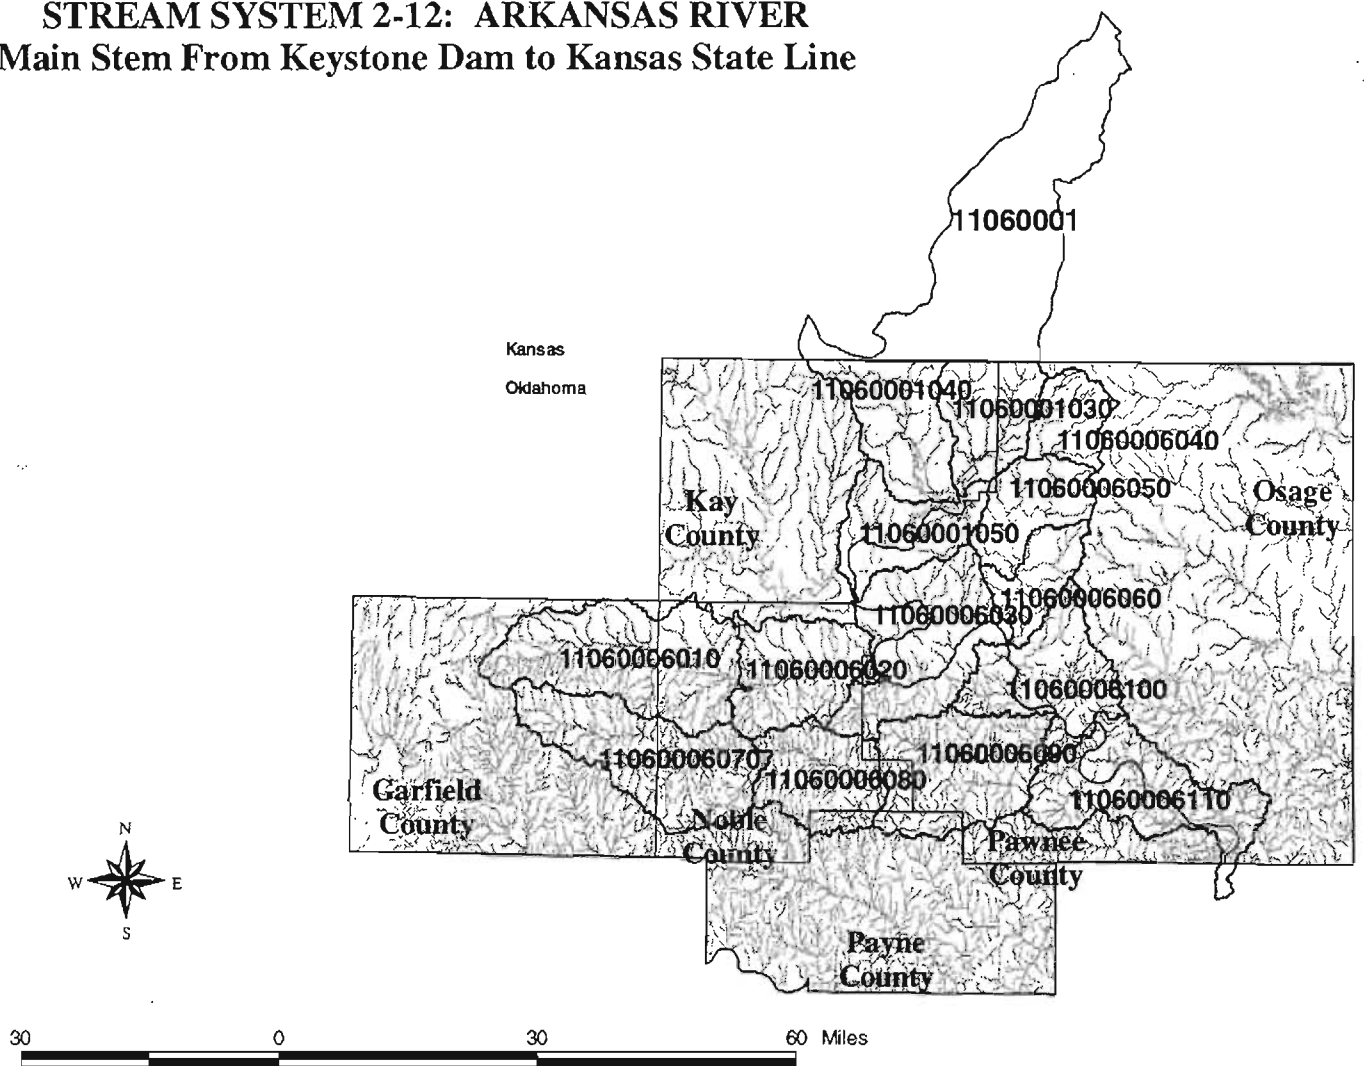 STREAM SYSTEM 2-12: ARKANSAS RIVER
Main Stem From Keystone Dam to Kansas State Line
11060001
Kansas
Oklahoma
11060001040
11060001030
11060006040
11060006050
Kay
County
Osage
County
11060001050
11060006060
11060006030
11060006010
11060006020
11060006100
110600060707
11060006090
11060006080
11060006110
Garfield
County
Noble
County
Pawnee
County
Payne
County
N
W
E
S
30
0
30
60
Miles